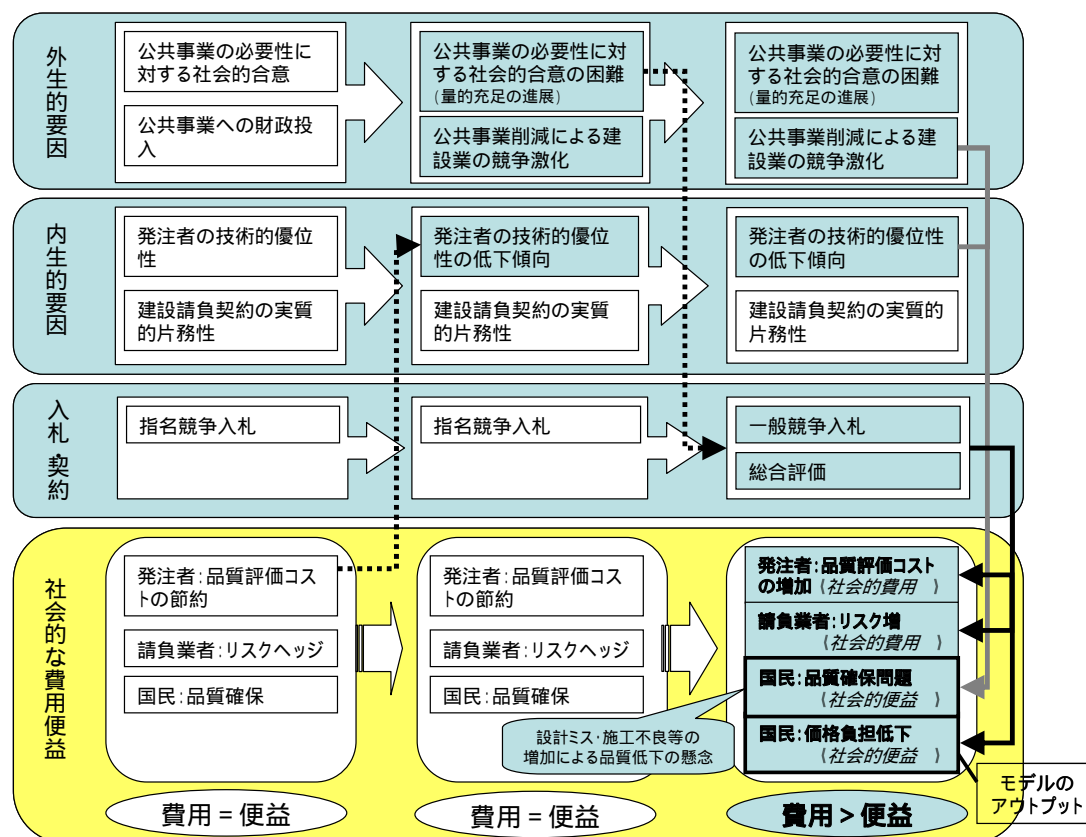 外生的要因
公共事業の必要性に
対する社会的合意
公共事業への財政投
入
公共事業の必要性に対
する社会的合意の困難
(量的充足の進展)
公共事業削減による建
設業の競争激化
公共事業の必要性に対
する社会的合意の困難
(量的充足の進展)
公共事業削減による建
設業の競争激化
内生的要因
発注者の技術的優位
性
建設請負契約の実質
的片務性
発注者の技術的優位
性の低下傾向
建設請負契約の実質
的片務性
発注者の技術的優位性
の低下傾向
建設請負契約の実質的
片務性
入札・契約
指名競争入札
指名競争入札
一般競争入札
総合評価
社会的な費用便益
発注者:品質評価コス
トの節約
請負業者:リスクヘッジ
国民:品質確保
費用=便益
発注者:品質評価コス
トの節約
請負業者:リスクヘッジ
国民:品質確保
費用=便益
発注者:品質評価コスト
の増加(社会的費用 )
請負業者:リスク増
(社会的費用 )
国民:品質確保問題
(社会的便益 )
国民:価格負担低下
(社会的便益 )
費用>便益
設計ミス・施工不良等の
増加による品質低下の懸念
モデルの
アウトプット